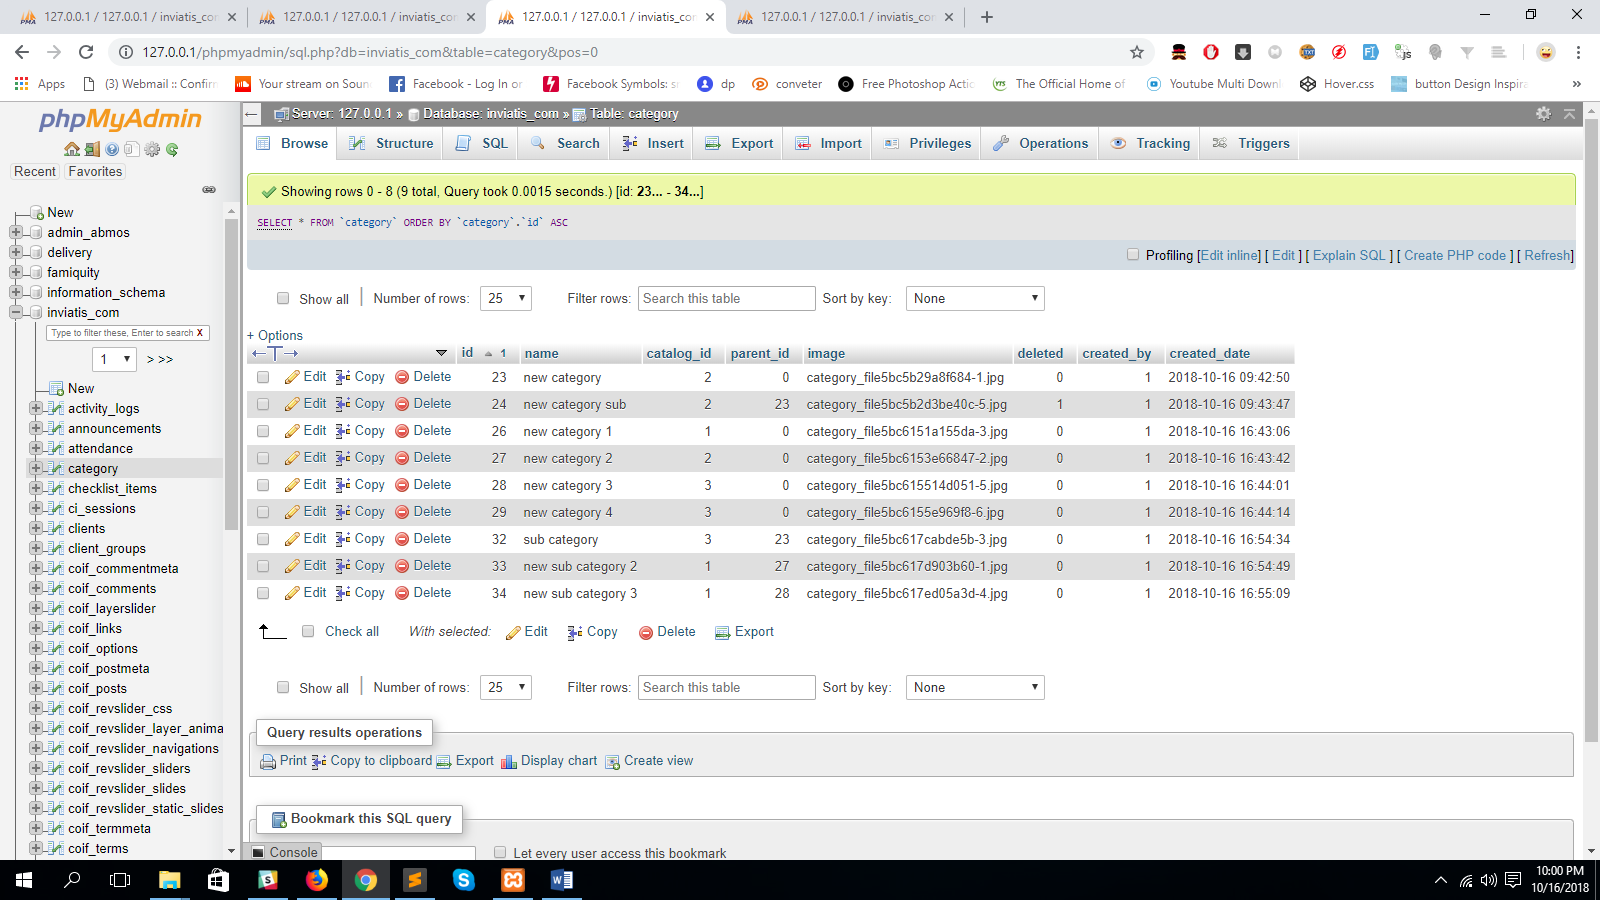 127.0.0.1 / 127.0.0.1 / inviatis_con
127.0.0.1 / 127.0.0.1 / inviatis_con
127.0.0.1 / 127.0.0.1 / inviatis_con
127.0.0.1 / 127.0.0.1 / inviatis_con
127.0.0.1/phpmyadmin/sql.php?db=inviatis_com&table=category&pos=0
Apps (3) Webmail :: Confirm Your stream on Soun Facebook - Log In or Facebook Symbols: sm dp conveter Free Photoshop Actio The Official Home of Youtube Multi Down Hover.css button Design Inspira »
phpMyAdmin
Recent Favorites
New
admin_abmos
delivery
famiquity
information_schema
inviatis_com
Type to filter these, Enter to search X
1 > >>
New
activity_logs
announcements
attendance
category
checklist_items
ci_sessions
clients
client_groups
coif_commentmeta
coif_comments
coif_layerslider
coif_links
coif_options
coif_postmeta
coif_posts
coif_revslider_css
coif_revslider_layer_anima
coif_revslider_navigations
coif_revslider_sliders
coif_revslider_slides
coif_revslider_static_slides
coif_termmeta
coif_terms
Server: 127.0.0.1 » Database: inviatis_com » Table: category
Browse Structure SQL Search Insert Export Import Privileges Operations Tracking Triggers
Showing rows 0 - 8 (9 total, Query took 0.0015 seconds.) [id: 23... - 34...]
SELECT * FROM `category` ORDER BY `category`.`id` ASC
Profiling [Edit inline] [ Edit ] [ Explain SQL ] [ Create PHP code ] [ Refresh]
Show all | Number of rows: 25 Filter rows: Search this table Sort by key: None
+ Options
id 1 name catalog_id parent_id image deleted created_by created_date
Edit Copy Delete 23 new category 2 0 category_file5bc5b29a8f684-1.jpg 0 1 2018-10-16 09:42:50
Edit Copy Delete 24 new category sub 2 23 category_file5bc5b2d3be40c-5.jpg 1 1 2018-10-16 09:43:47
Edit Copy Delete 26 new category 1 1 0 category_file5bc6151a155da-3.jpg 0 1 2018-10-16 16:43:06
Edit Copy Delete 27 new category 2 2 0 category_file5bc6153e66847-2.jpg 0 1 2018-10-16 16:43:42
Edit Copy Delete 28 new category 3 3 0 category_file5bc615514d051-5.jpg 0 1 2018-10-16 16:44:01
Edit Copy Delete 29 new category 4 3 0 category_file5bc6155e969f8-6.jpg 0 1 2018-10-16 16:44:14
Edit Copy Delete 32 sub category 3 23 category_file5bc617cabde5b-3.jpg 0 1 2018-10-16 16:54:34
Edit Copy Delete 33 new sub category 2 1 27 category_file5bc617d903b60-1.jpg 0 1 2018-10-16 16:54:49
Edit Copy Delete 34 new sub category 3 1 28 category_file5bc617ed05a3d-4.jpg 0 1 2018-10-16 16:55:09
Check all With selected: Edit Copy Delete Export
Show all | Number of rows: 25 Filter rows: Search this table Sort by key: None
Query results operations
Print Copy to clipboard Export Display chart Create view
Bookmark this SQL query
Console Let every user access this bookmark
10:00 PM
10/16/2018